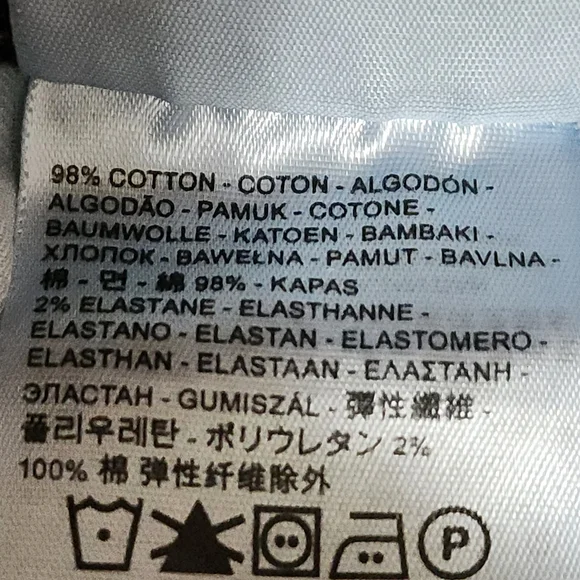 98% COTTON - COTON - ALGODÓN -
ALGODÃO - PAMUK - COTONE -
BAUMWOLLE - KATOEN - BAMBAKI -
ХЛОПОК - BAWEŁNA - PAMUT - BAVLNA -
棉 - 면 - 綿 98% - KAPAS
2% ELASTANE - ELASTHANNE -
ELASTANO - ELASTAN - ELASTOMERO -
ELASTHAN - ELASTAAN - ΕΛΑΣΤΑΝΗ -
ЭЛАСТАН - GUMISZÁL - 彈性纖維 -
폴리우레탄 - ポリウレタン 2%
100% 棉 弹性纤维除外
P